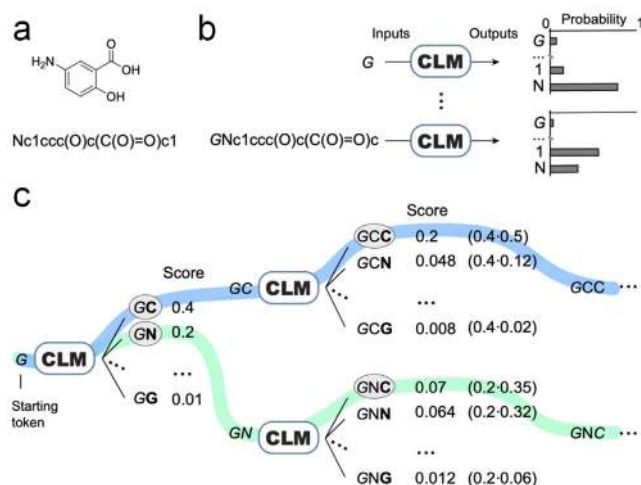 a
H₂N
O
OH
OH
Nc1ccc(O)c(C(O)=O)c1
b
Inputs
Outputs
0 Probability 1
G
CLM
G
...
1
N
GNc1ccc(O)c(C(O)=O)c
CLM
G
...
1
N
c
Score
GCC 0.2 (0.4·0.5)
GCN 0.048 (0.4·0.12)
...
GCG 0.008 (0.4·0.02)
GC
CLM
GCC ...
Score
GC 0.4
GN 0.2
...
GG 0.01
G
CLM
Starting
token
GN
CLM
GNC 0.07 (0.2·0.35)
GNN 0.064 (0.2·0.32)
...
GNG 0.012 (0.2·0.06)
GNC ...